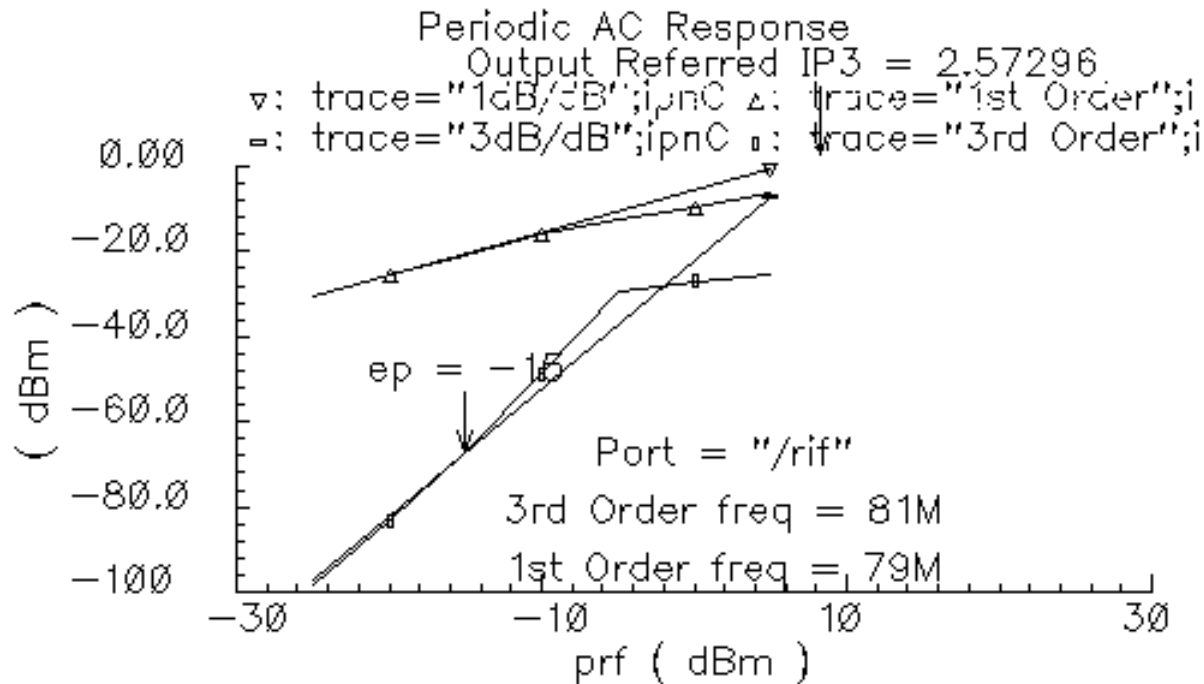 Periodic AC Response
Output Referred IP3 = 2.57296
▿: trace="1dB/dB";ipnC ▵: trace="1st Order";i
▭: trace="3dB/dB";ipnC ▯: trace="3rd Order";i
0.00
-20.0
-40.0
-60.0
-80.0
-100
( dBm )
ep = -15
Port = "/rif"
3rd Order freq = 81M
1st Order freq = 79M
-30 -10 10 30
prf ( dBm )